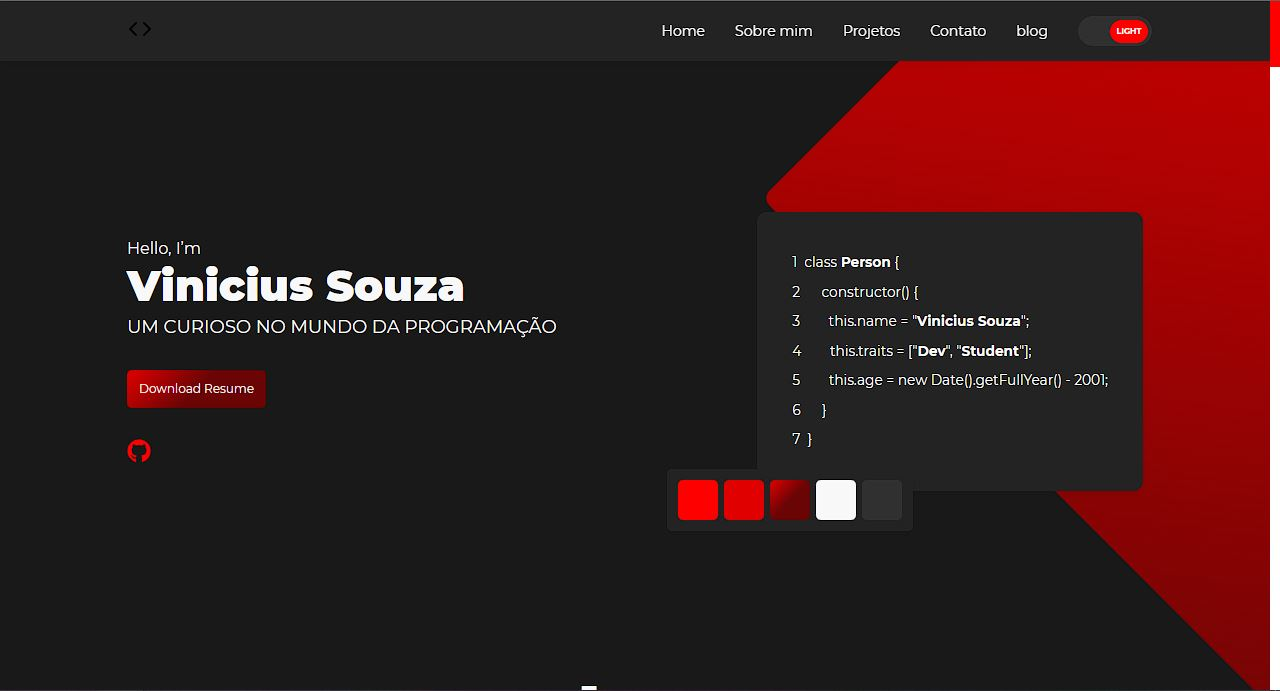 < >
Home Sobre mim Projetos Contato blog LIGHT
Hello, I'm
Vinicius Souza
UM CURIOSO NO MUNDO DA PROGRAMAÇÃO
Download Resume
1 class Person {
2 constructor() {
3 this.name = "Vinicius Souza";
4 this.traits = ["Dev", "Student"];
5 this.age = new Date().getFullYear() - 2001;
6 }
7 }